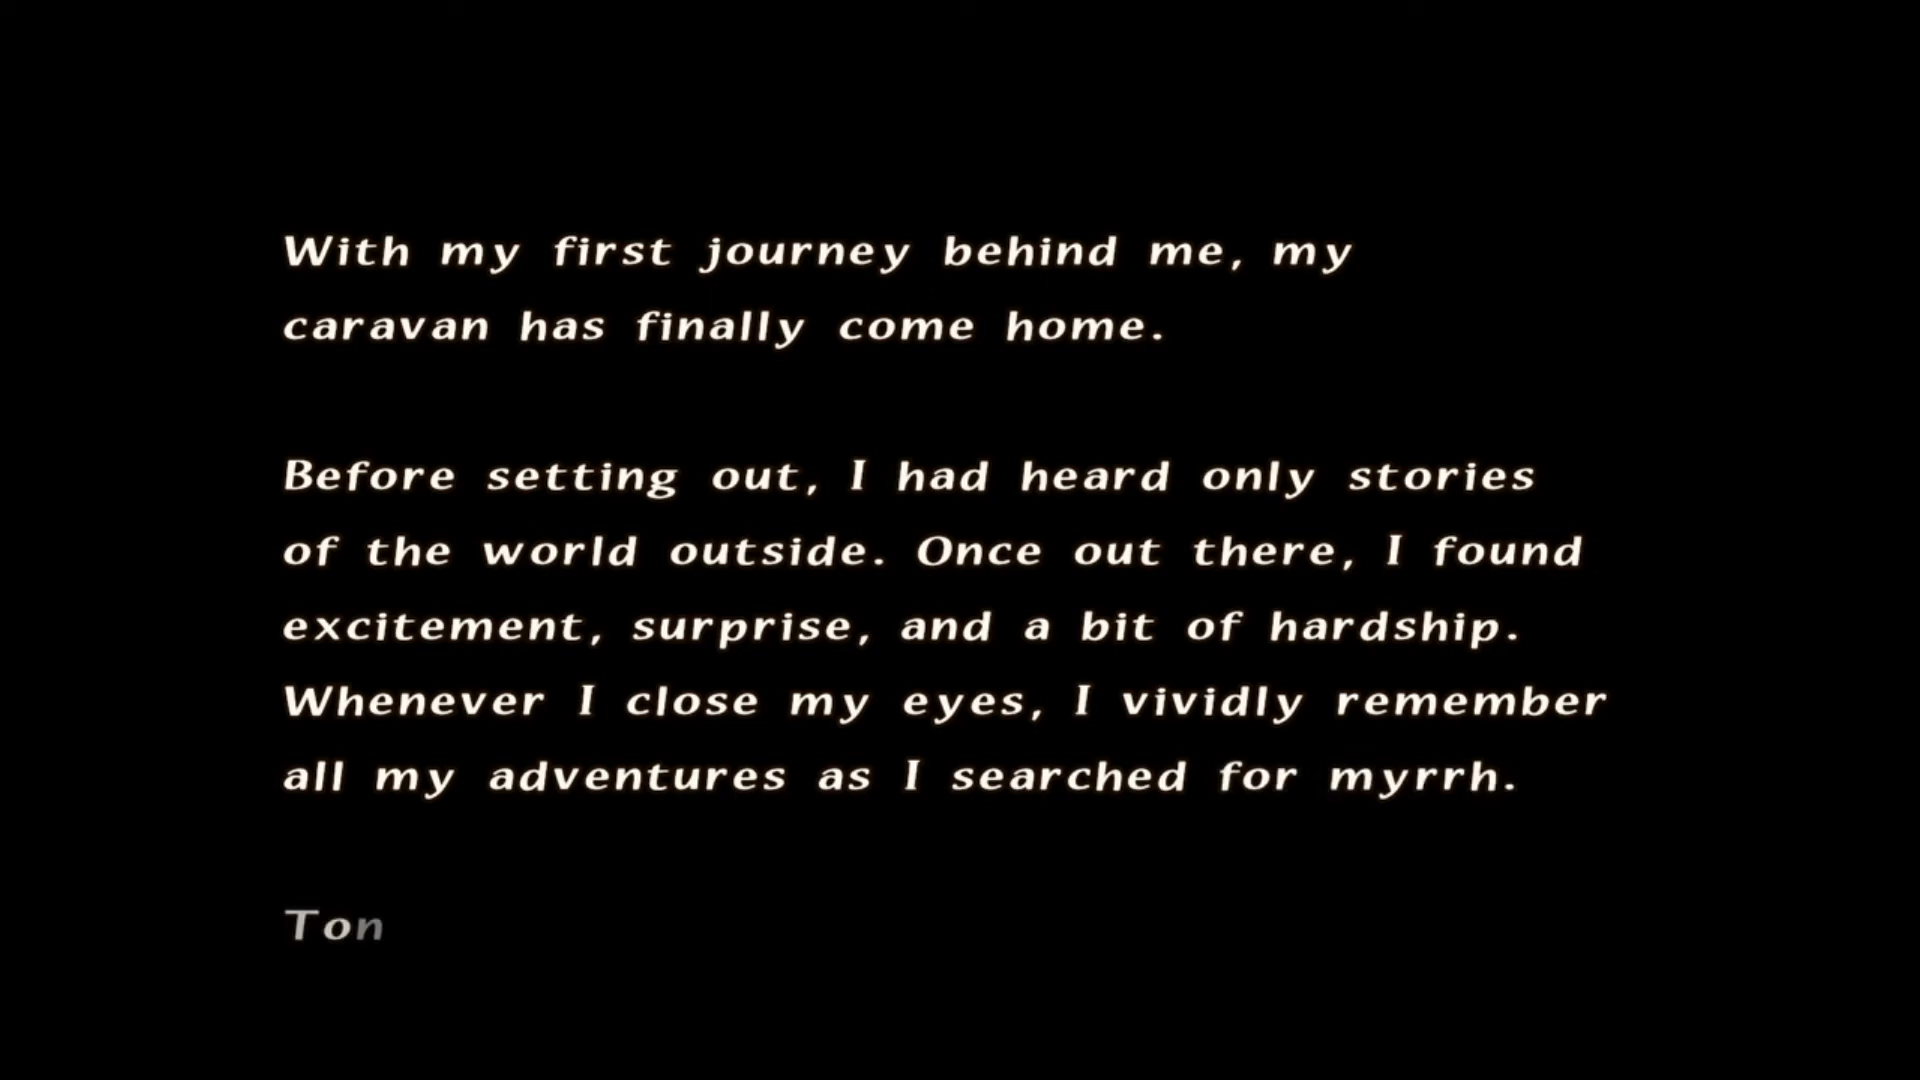 With my first journey behind me, my
caravan has finally come home.
Before setting out, I had heard only stories
of the world outside. Once out there, I found
excitement, surprise, and a bit of hardship.
Whenever I close my eyes, I vividly remember
all my adventures as I searched for myrrh.
Ton